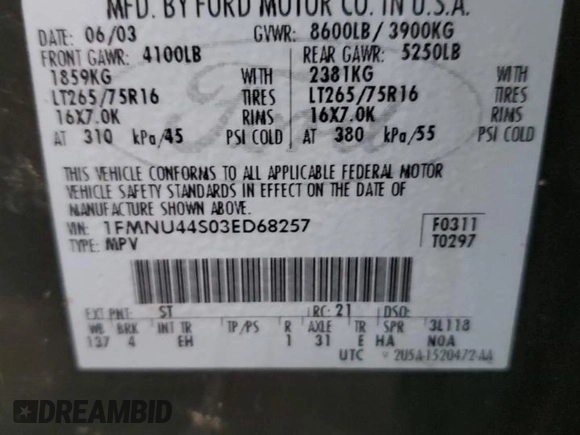 MFD. BY FORD MOTOR CO. IN U.S.A.
DATE: 06/03 GVWR: 8600LB/ 3900KG
FRONT GAWR: 4100LB REAR GAWR: 5250LB
1859KG WITH 2381KG WITH
LT265/75R16 TIRES LT265/75R16 TIRES
16X7.0K RIMS 16X7.0K RIMS
AT 310 kPa/45 PSI COLD AT 380 kPa/55 PSI COLD
THIS VEHICLE CONFORMS TO ALL APPLICABLE FEDERAL MOTOR
VEHICLE SAFETY STANDARDS IN EFFECT ON THE DATE OF
MANUFACTURE SHOWN ABOVE.
VIN: 1FMNU44S03ED68257 F0311
TYPE: MPV T0297
EXT PNT: ST RC: 21 DSO:
WB BRK INT TR TP/PS R AXLE TR SPR 3L118
137 4 EH 1 31 E HA NOA
UTC 2U5A-1520472-AA
Ford
DREAMBID